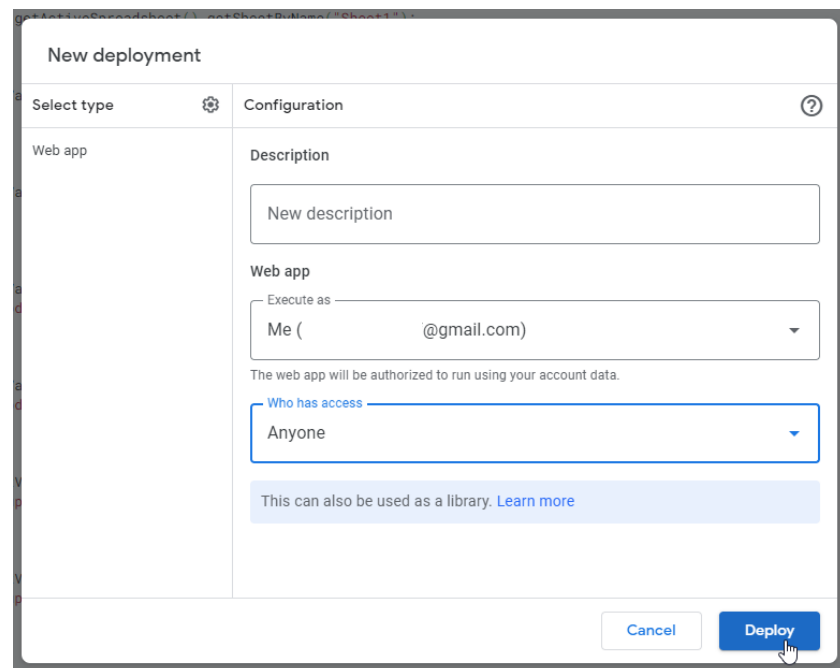 getActiveSpreadsheet().getSheetByName("Sheet1");
New deployment
Select type
Configuration
Web app
Description
New description
Web app
Execute as
Me ( @gmail.com)
The web app will be authorized to run using your account data.
Who has access
Anyone
This can also be used as a library. Learn more
Cancel
Deploy